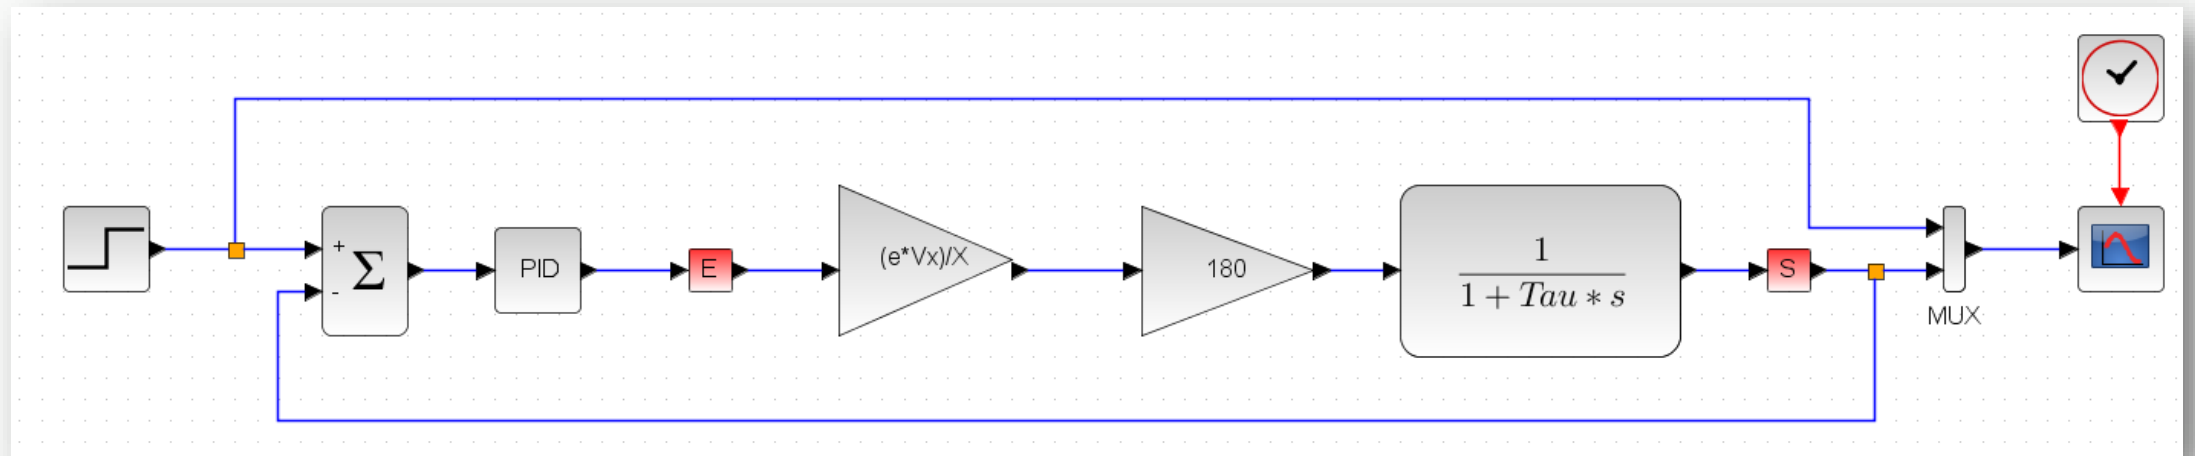 +
-
Σ
PID
E
(e*Vx)/X
180
1
1 + Tau * s
S
MUX